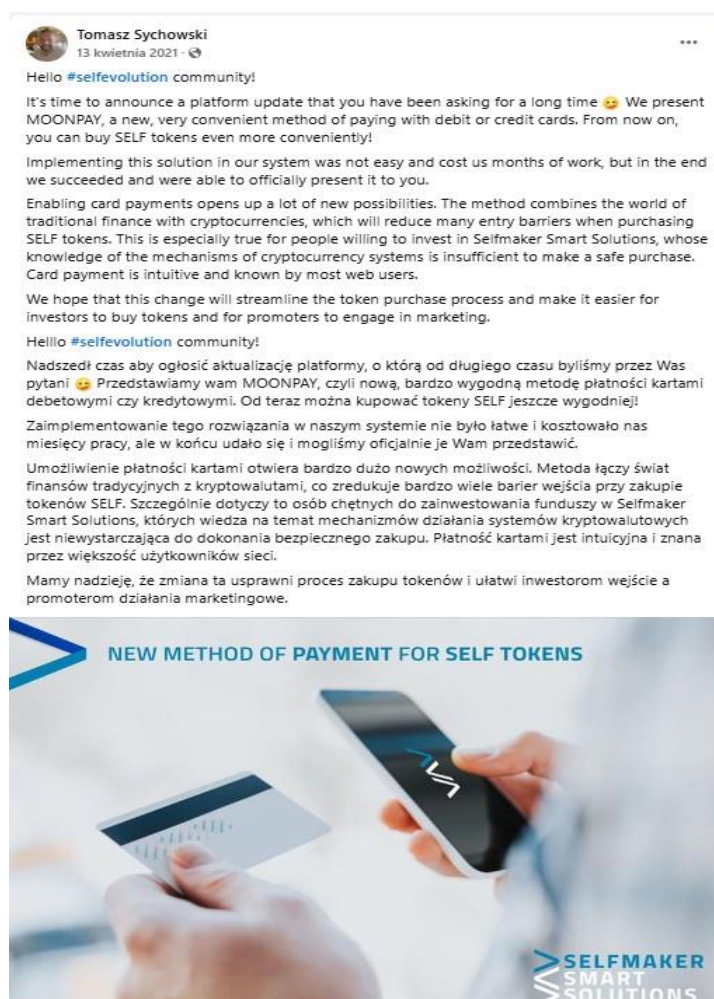 Tomasz Sychowski
13 kwietnia 2021 ·
Hello #selfevolution community!
It's time to announce a platform update that you have been asking for a long time 😉 We present
MOONPAY, a new, very convenient method of paying with debit or credit cards. From now on,
you can buy SELF tokens even more conveniently!
Implementing this solution in our system was not easy and cost us months of work, but in the end
we succeeded and were able to officially present it to you.
Enabling card payments opens up a lot of new possibilities. The method combines the world of
traditional finance with cryptocurrencies, which will reduce many entry barriers when purchasing
SELF tokens. This is especially true for people willing to invest in Selfmaker Smart Solutions, whose
knowledge of the mechanisms of cryptocurrency systems is insufficient to make a safe purchase.
Card payment is intuitive and known by most web users.
We hope that this change will streamline the token purchase process and make it easier for
investors to buy tokens and for promoters to engage in marketing.
Helllo #selfevolution community!
Nadszedł czas aby ogłosić aktualizację platformy, o którą od długiego czasu byliśmy przez Was
pytani 😉 Przedstawiamy wam MOONPAY, czyli nową, bardzo wygodną metodę płatności kartami
debetowymi czy kredytowymi. Od teraz można kupować tokeny SELF jeszcze wygodniej!
Zaimplementowanie tego rozwiązania w naszym systemie nie było łatwe i kosztowało nas
miesięcy pracy, ale w końcu udało się i mogliśmy oficjalnie je Wam przedstawić.
Umożliwienie płatności kartami otwiera bardzo dużo nowych możliwości. Metoda łączy świat
finansów tradycyjnych z kryptowalutami, co zredukuje bardzo wiele barier wejścia przy zakupie
tokenów SELF. Szczególnie dotyczy to osób chętnych do zainwestowania funduszy w Selfmaker
Smart Solutions, których wiedza na temat mechanizmów działania systemów kryptowalutowych
jest niewystarczająca do dokonania bezpiecznego zakupu. Płatność kartami jest intuicyjna i znana
przez większość użytkowników sieci.
Mamy nadzieję, że zmiana ta usprawni proces zakupu tokenów i ułatwi inwestorom wejście a
promoterom działania marketingowe.
NEW METHOD OF PAYMENT FOR SELF TOKENS
SELFMAKER
SMART
SOLUTIONS